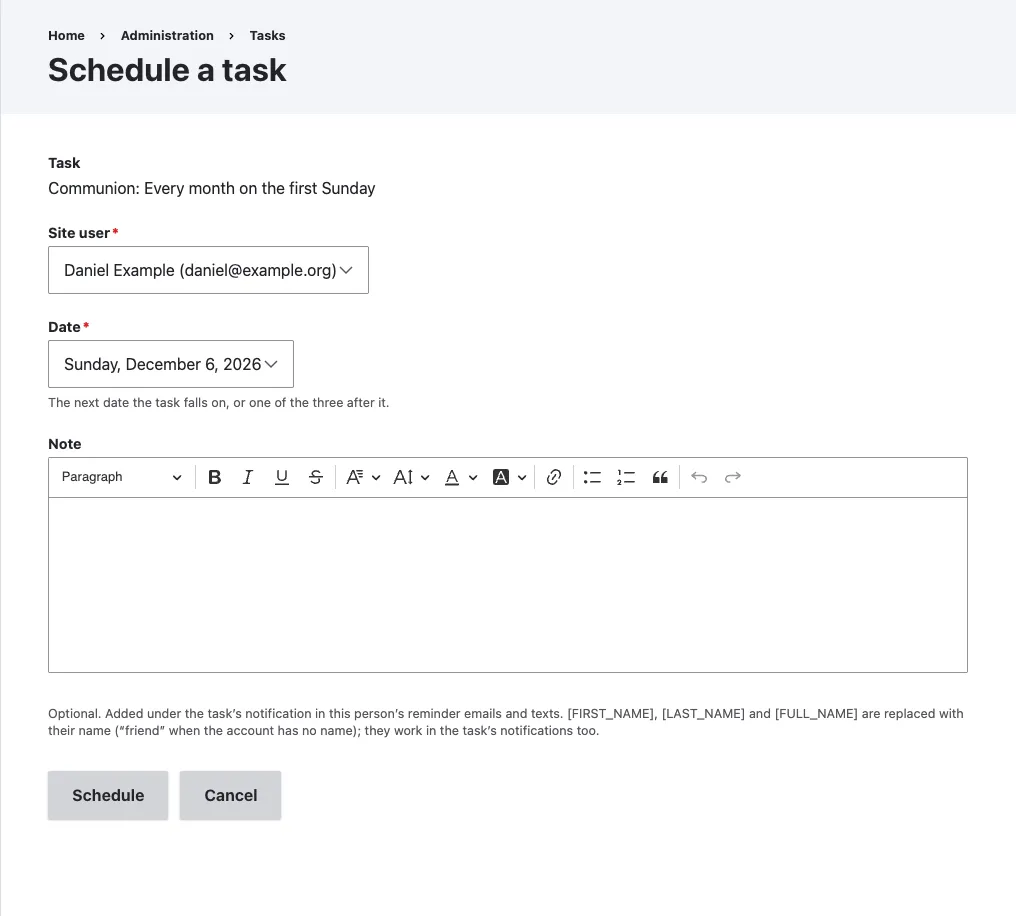 Home › Administration › Tasks
Schedule a task
Task
Communion: Every month on the first Sunday
Site user*
Daniel Example (daniel@example.org)
Date*
Sunday, December 6, 2026
The next date the task falls on, or one of the three after it.
Note
Paragraph
Optional. Added under the task’s notification in this person’s reminder emails and texts. [FIRST_NAME], [LAST_NAME] and [FULL_NAME] are replaced with
their name (“friend” when the account has no name); they work in the task’s notifications too.
Schedule Cancel